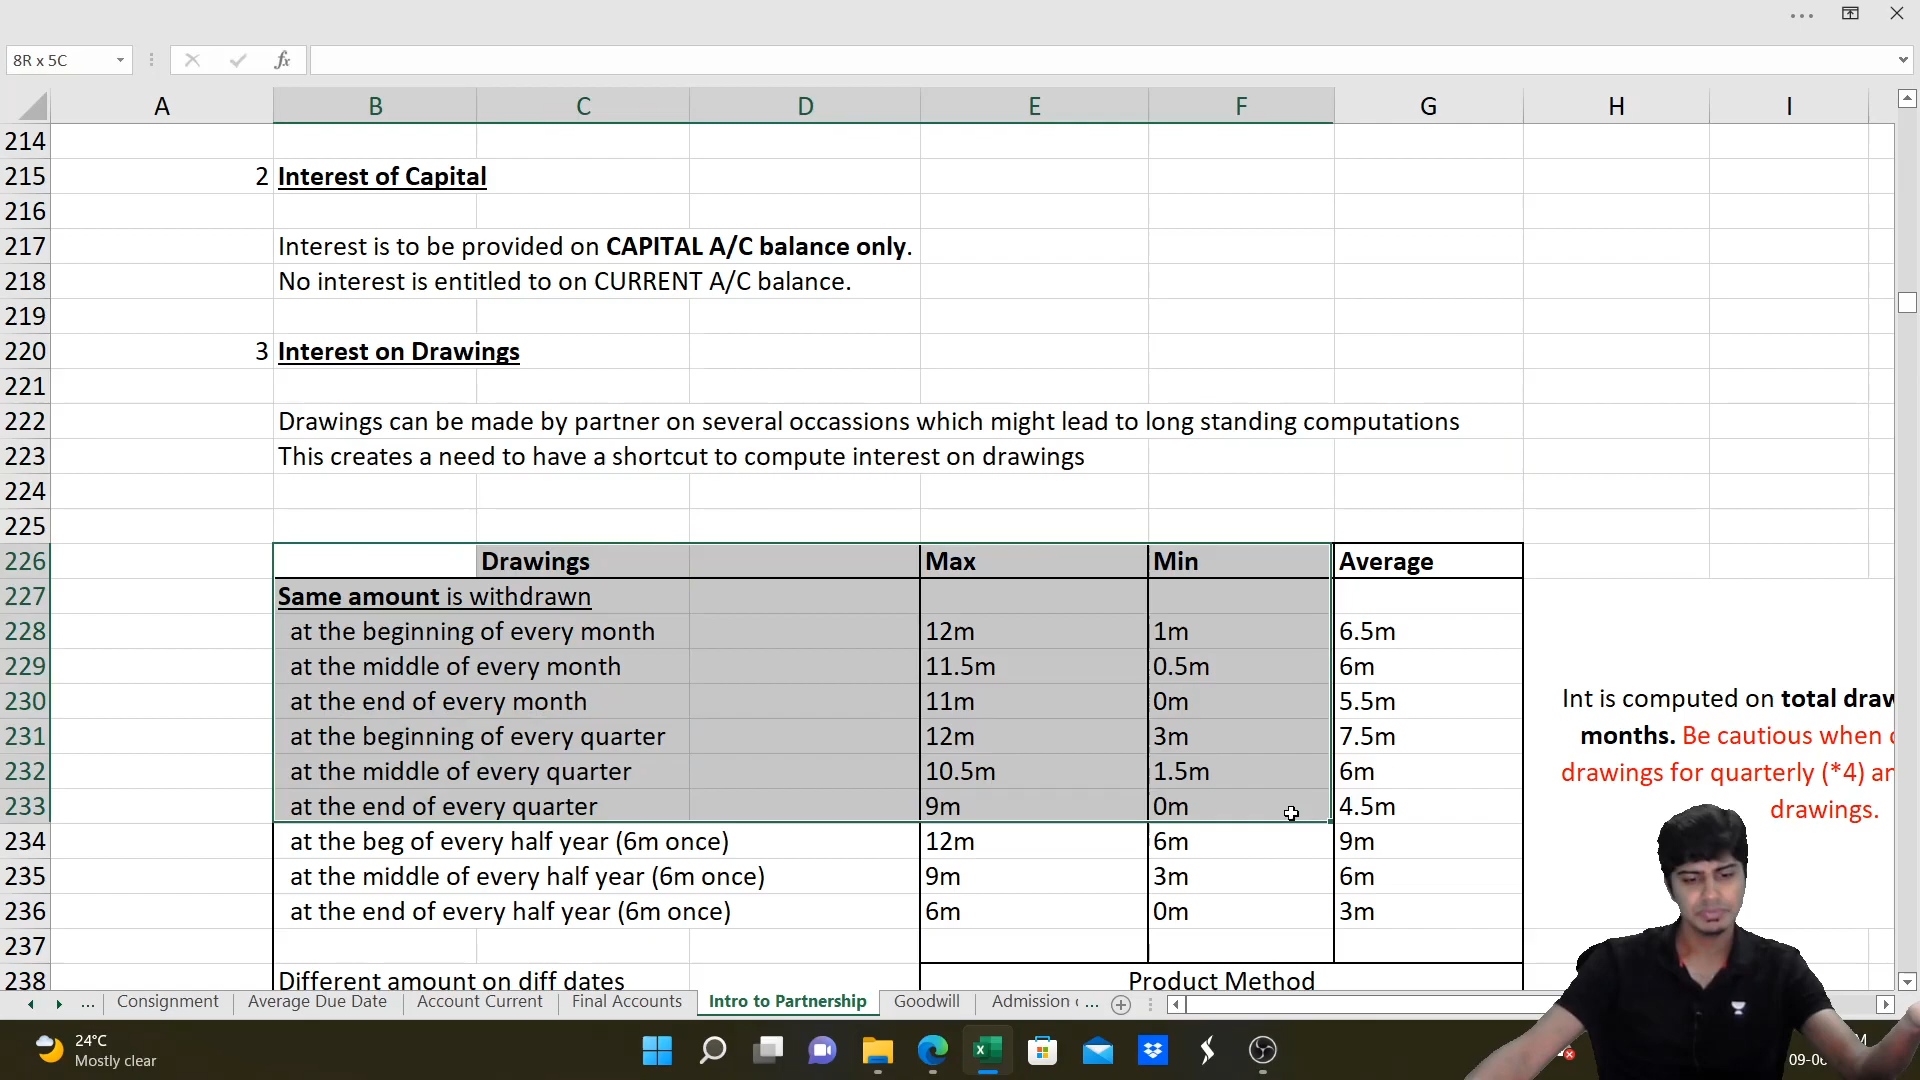 8R x 5C
fx
A B C D E F G H I
214
215 2 Interest of Capital
216
217 Interest is to be provided on CAPITAL A/C balance only.
218 No interest is entitled to on CURRENT A/C balance.
219
220 3 Interest on Drawings
221
222 Drawings can be made by partner on several occassions which might lead to long standing computations
223 This creates a need to have a shortcut to compute interest on drawings
224
225
226 Drawings Max Min Average
227 Same amount is withdrawn
228 at the beginning of every month 12m 1m 6.5m
229 at the middle of every month 11.5m 0.5m 6m
230 at the end of every month 11m 0m 5.5m
Int is computed on total draw
231 at the beginning of every quarter 12m 3m 7.5m
months. Be cautious when
232 at the middle of every quarter 10.5m 1.5m 6m
drawings for quarterly (*4)
233 at the end of every quarter 9m 0m 4.5m
drawings.
234 at the beg of every half year (6m once) 12m 6m 9m
235 at the middle of every half year (6m once) 9m 3m 6m
236 at the end of every half year (6m once) 6m 0m 3m
237
238 Different amount on diff dates Product Method
... Consignment Average Due Date Account Current Final Accounts Intro to Partnership Goodwill Admission ...
24°C
Mostly clear
09-0